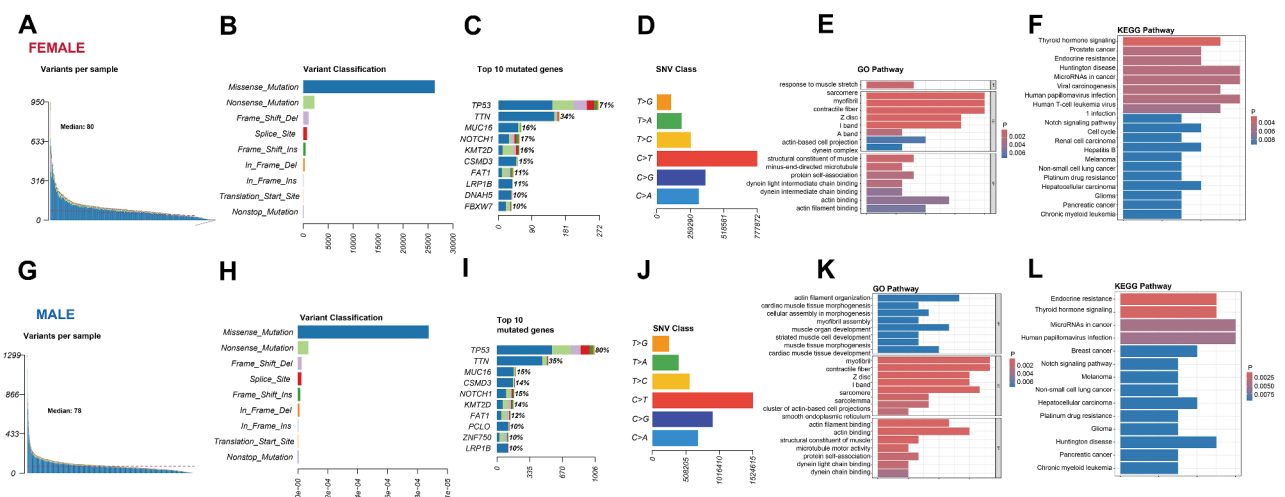 A
FEMALE
Variants per sample
950
633
316
0
Median: 80
B
Variant Classification
Missense_Mutation
Nonsense_Mutation
Frame_Shift_Del
Splice_Site
Frame_Shift_Ins
In_Frame_Del
In_Frame_Ins
Translation_Start_Site
Nonstop_Mutation
0
5000
10000
15000
20000
25000
30000
C
Top 10 mutated genes
TP53 71%
TTN 34%
MUC16 16%
NOTCH1 17%
KMT2D 16%
CSMD3 15%
FAT1 11%
LRP1B 11%
DNAH5 10%
FBXW7 10%
0 90 181 272
D
SNV Class
T>G
T>A
T>C
C>T
C>G
C>A
0
259290
518581
777872
E
GO Pathway
response to muscle stretch
sarcomere
myofibril
contractile fiber
Z disc
I band
A band
actin-based cell projection
dynein complex
structural constituent of muscle
minus-end-directed microtubule
protein self-association
dynein light intermediate chain binding
dynein intermediate chain binding
actin binding
actin filament binding
P
0.002
0.004
0.006
F
KEGG Pathway
Thyroid hormone signaling
Prostate cancer
Endocrine resistance
Huntington disease
MicroRNAs in cancer
Viral carcinogenesis
Human papillomavirus infection
Human T-cell leukemia virus
1 infection
Notch signaling pathway
Cell cycle
Renal cell carcinoma
Hepatitis B
Melanoma
Non-small cell lung cancer
Platinum drug resistance
Hepatocellular carcinoma
Glioma
Pancreatic cancer
Chronic myeloid leukemia
P
0.004
0.006
0.008
G
MALE
Variants per sample
1299
866
433
0
Median: 78
H
Variant Classification
Missense_Mutation
Nonsense_Mutation
Frame_Shift_Del
Splice_Site
Frame_Shift_Ins
In_Frame_Del
In_Frame_Ins
Translation_Start_Site
Nonstop_Mutation
0e+00
2e-04
4e-04
6e-04
8e-04
1e-05
I
Top 10
mutated genes
TP53 80%
TTN 35%
MUC16 15%
CSMD3 14%
NOTCH1 15%
KMT2D 14%
FAT1 12%
PCLO 10%
ZNF750 10%
LRP1B 10%
0 335 670 1006
J
SNV Class
T>G
T>A
T>C
C>T
C>G
C>A
0
508205
1016410
1524615
K
GO Pathway
actin filament organization
cardiac muscle tissue morphogenesis
cellular assembly in morphogenesis
myofibril assembly
muscle organ development
striated muscle cell development
muscle tissue morphogenesis
cardiac muscle tissue development
myofibril
contractile fiber
Z disc
I band
sarcomere
sarcolemma
cluster of actin-based cell projections
smooth endoplasmic reticulum
actin filament binding
actin binding
structural constituent of muscle
microtubule motor activity
protein self-association
dynein light chain binding
dynein chain binding
P
0.002
0.004
0.006
L
KEGG Pathway
Endocrine resistance
Thyroid hormone signaling
MicroRNAs in cancer
Human papillomavirus infection
Breast cancer
Notch signaling pathway
Melanoma
Non-small cell lung cancer
Hepatocellular carcinoma
Platinum drug resistance
Glioma
Huntington disease
Pancreatic cancer
Chronic myeloid leukemia
P
0.0025
0.0050
0.0075